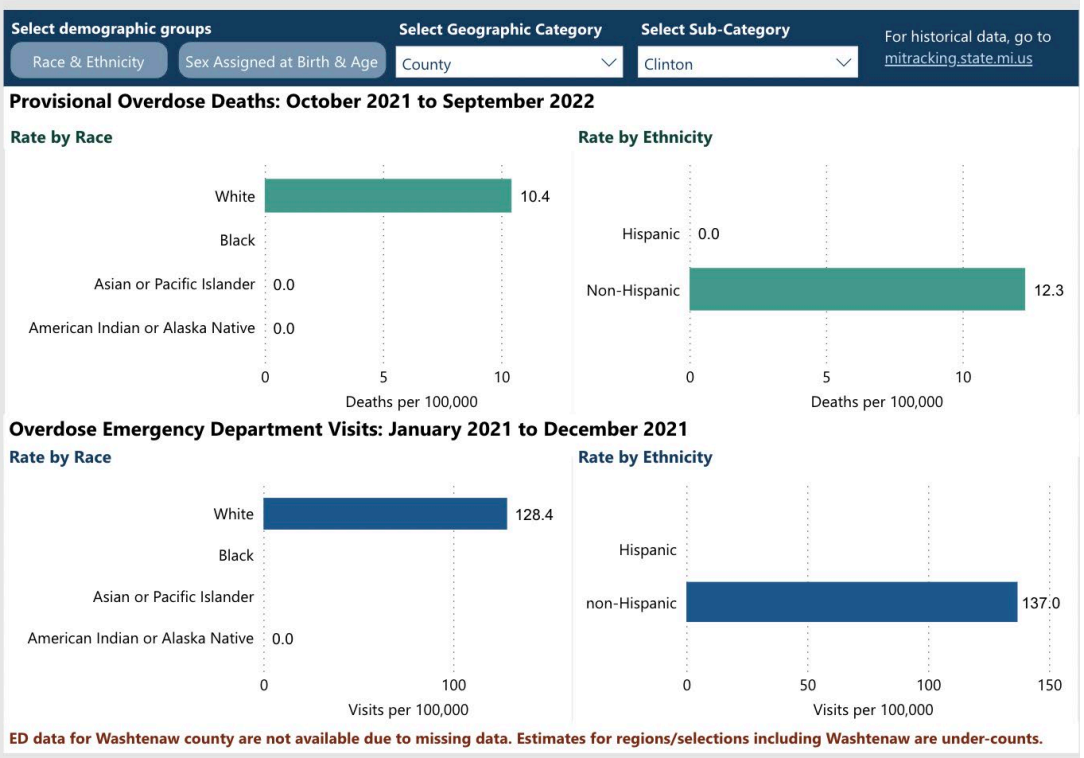 Select demographic groups
Race & Ethnicity
Sex Assigned at Birth & Age
Select Geographic Category
County
Select Sub-Category
Clinton
For historical data, go to
mitracking.state.mi.us
Provisional Overdose Deaths: October 2021 to September 2022
Rate by Race
White
10.4
Black
Asian or Pacific Islander
0.0
American Indian or Alaska Native
0.0
0
5
10
Deaths per 100,000
Rate by Ethnicity
Hispanic
0.0
Non-Hispanic
12.3
0
5
10
Deaths per 100,000
Overdose Emergency Department Visits: January 2021 to December 2021
Rate by Race
White
128.4
Black
Asian or Pacific Islander
American Indian or Alaska Native
0.0
0
100
Visits per 100,000
Rate by Ethnicity
Hispanic
non-Hispanic
137.0
0
50
100
150
Visits per 100,000
ED data for Washtenaw county are not available due to missing data. Estimates for regions/selections including Washtenaw are under-counts.